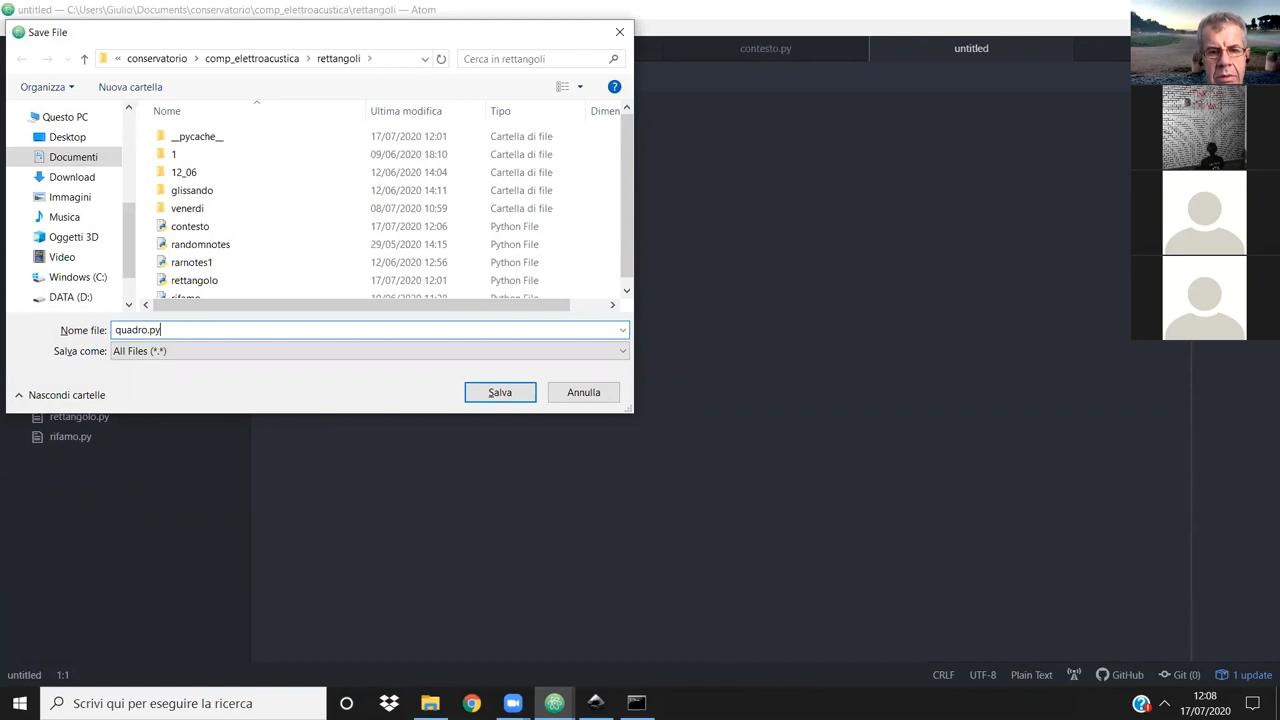 untitled — C:\Users\Giulio\Documents\conservatorio\comp_elettroacustica\rettangoli — Atom
Save File
« conservatorio > comp_elettroacustica > rettangoli >
Cerca in rettangoli
Organizza
Nuova cartella
Questo PC
Desktop
Documenti
Download
Immagini
Musica
Oggetti 3D
Video
Windows (C:)
DATA (D:)
Nome Ultima modifica Tipo Dimen
__pycache__ 17/07/2020 12:01 Cartella di file
1 09/06/2020 18:10 Cartella di file
12_06 12/06/2020 14:04 Cartella di file
glissando 12/06/2020 14:11 Cartella di file
venerdi 08/07/2020 10:59 Cartella di file
contesto 17/07/2020 12:06 Python File
randomnotes 29/05/2020 14:15 Python File
rarnotes1 12/06/2020 12:56 Python File
rettangolo 17/07/2020 12:01 Python File
Nome file: quadro.py
Salva come: All Files (*.*)
Nascondi cartelle
Salva
Annulla
contesto.py
untitled
rettangolo.py
rifamo.py
untitled 1:1
CRLF UTF-8 Plain Text GitHub Git (0) 1 update
Scrivi qui per eseguire la ricerca
12:08
17/07/2020